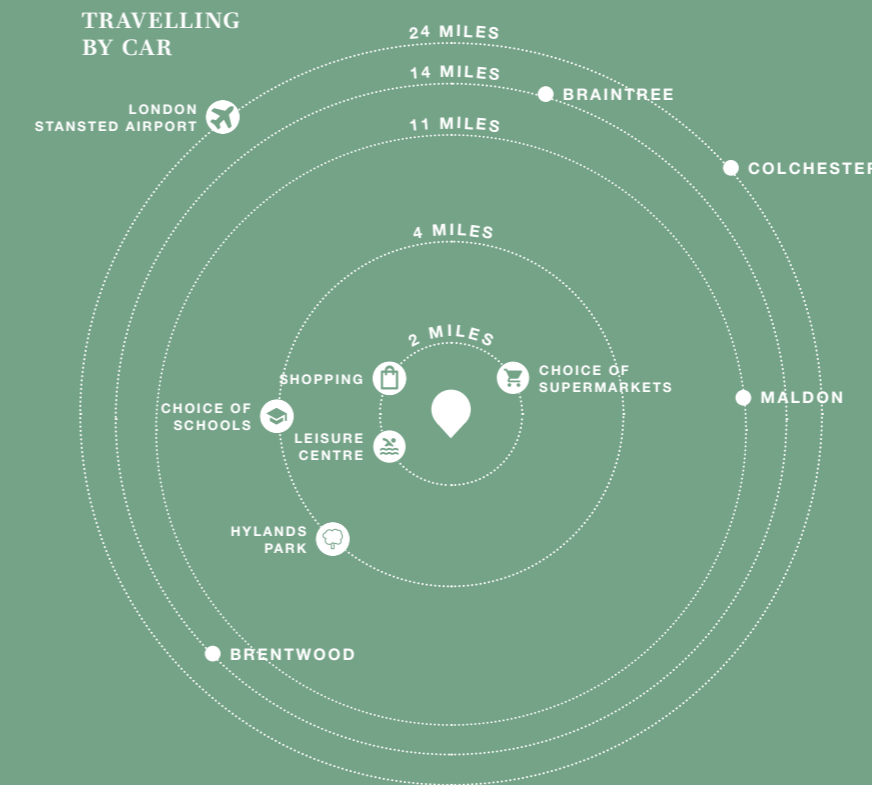 TRAVELLING
BY CAR
24 MILES
14 MILES
BRAINTREE
LONDON
STANSTED AIRPORT
11 MILES
COLCHESTER
4 MILES
2 MILES
SHOPPING
CHOICE OF
SUPERMARKETS
MALDON
CHOICE OF
SCHOOLS
LEISURE
CENTRE
HYLANDS
PARK
BRENTWOOD